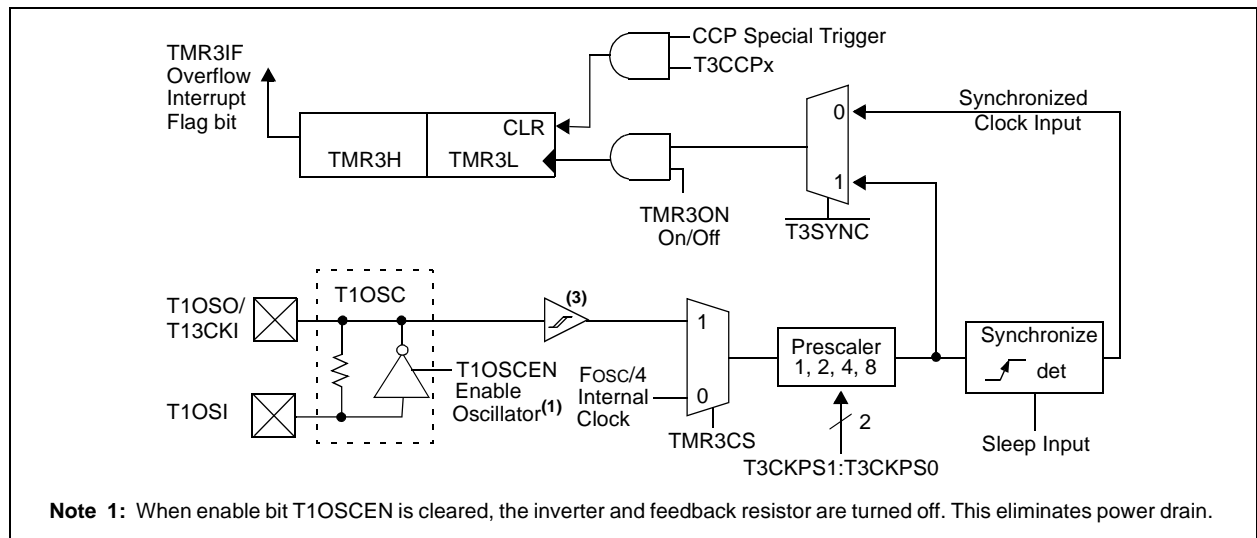 CCP Special Trigger
T3CCPx
TMR3IF
Overflow
Interrupt
Flag bit
CLR
TMR3H
TMR3L
TMR3ON
On/Off
0
1
T3SYNC
Synchronized
Clock Input
T1OSO/
T13CKI
T1OSI
T1OSC
T1OSCEN
Enable
Oscillator(1)
(3)
FOSC/4
Internal
Clock
1
0
TMR3CS
Prescaler
1, 2, 4, 8
2
T3CKPS1:T3CKPS0
Synchronize
det
Sleep Input
Note 1: When enable bit T1OSCEN is cleared, the inverter and feedback resistor are turned off. This eliminates power drain.